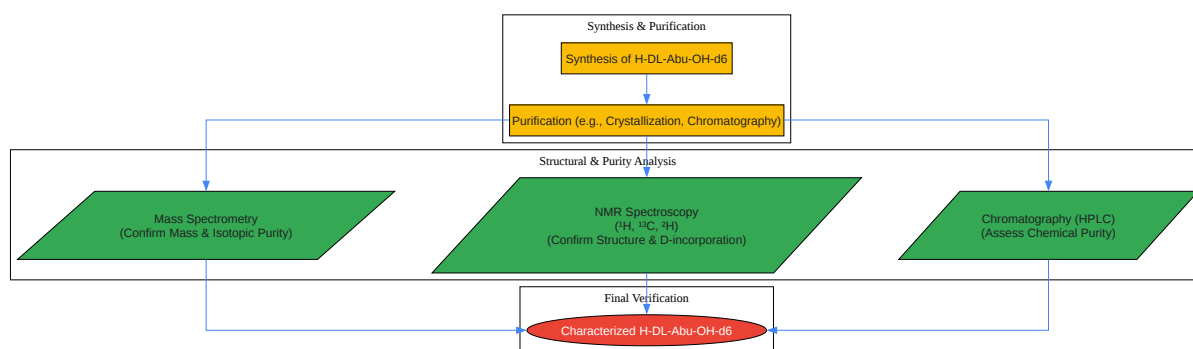 Synthesis & Purification
Synthesis of H-DL-Abu-OH-d6
Purification (e.g., Crystallization, Chromatography)
Structural & Purity Analysis
Mass Spectrometry
(Confirm Mass & Isotopic Purity)
NMR Spectroscopy
(¹H, ¹³C, ²H)
(Confirm Structure & D-incorporation)
Chromatography (HPLC)
(Assess Chemical Purity)
Final Verification
Characterized H-DL-Abu-OH-d6